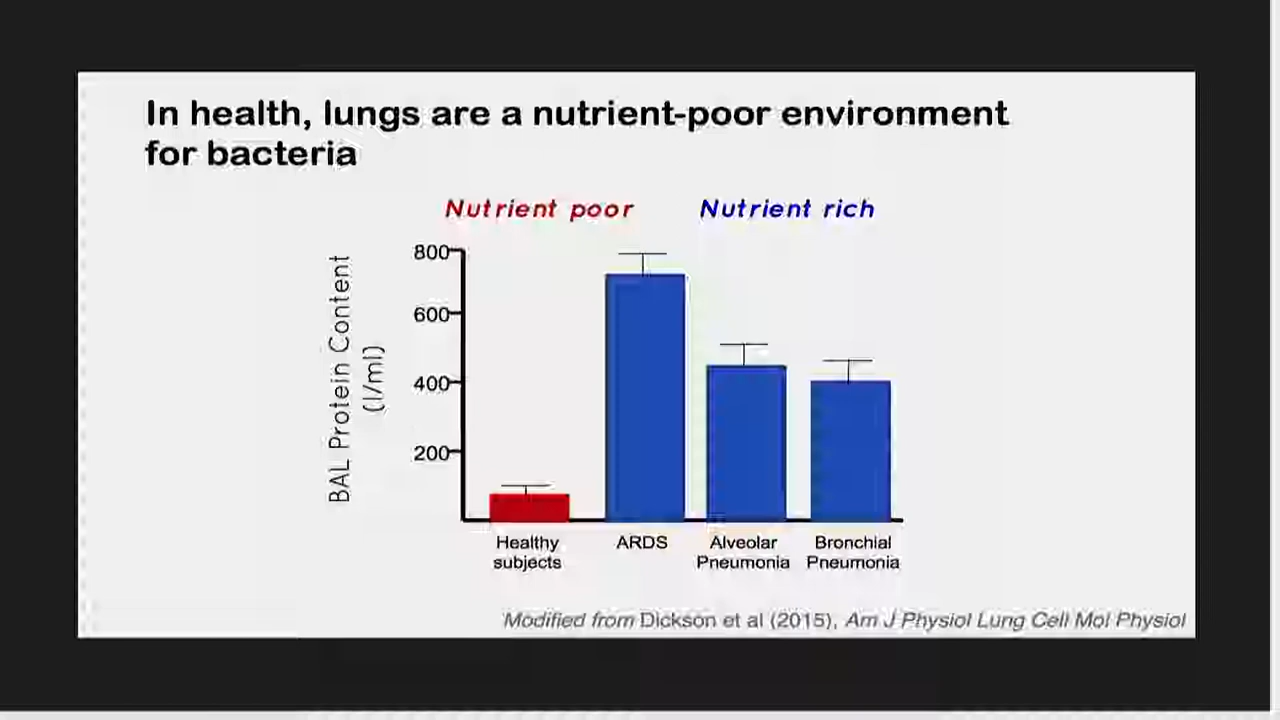 In health, lungs are a nutrient-poor environment
for bacteria
Nutrient poor
Nutrient rich
BAL Protein Content
(l/ml)
800
600
400
200
Healthy
subjects
ARDS
Alveolar
Pneumonia
Bronchial
Pneumonia
Modified from Dickson et al (2015), Am J Physiol Lung Cell Mol Physiol